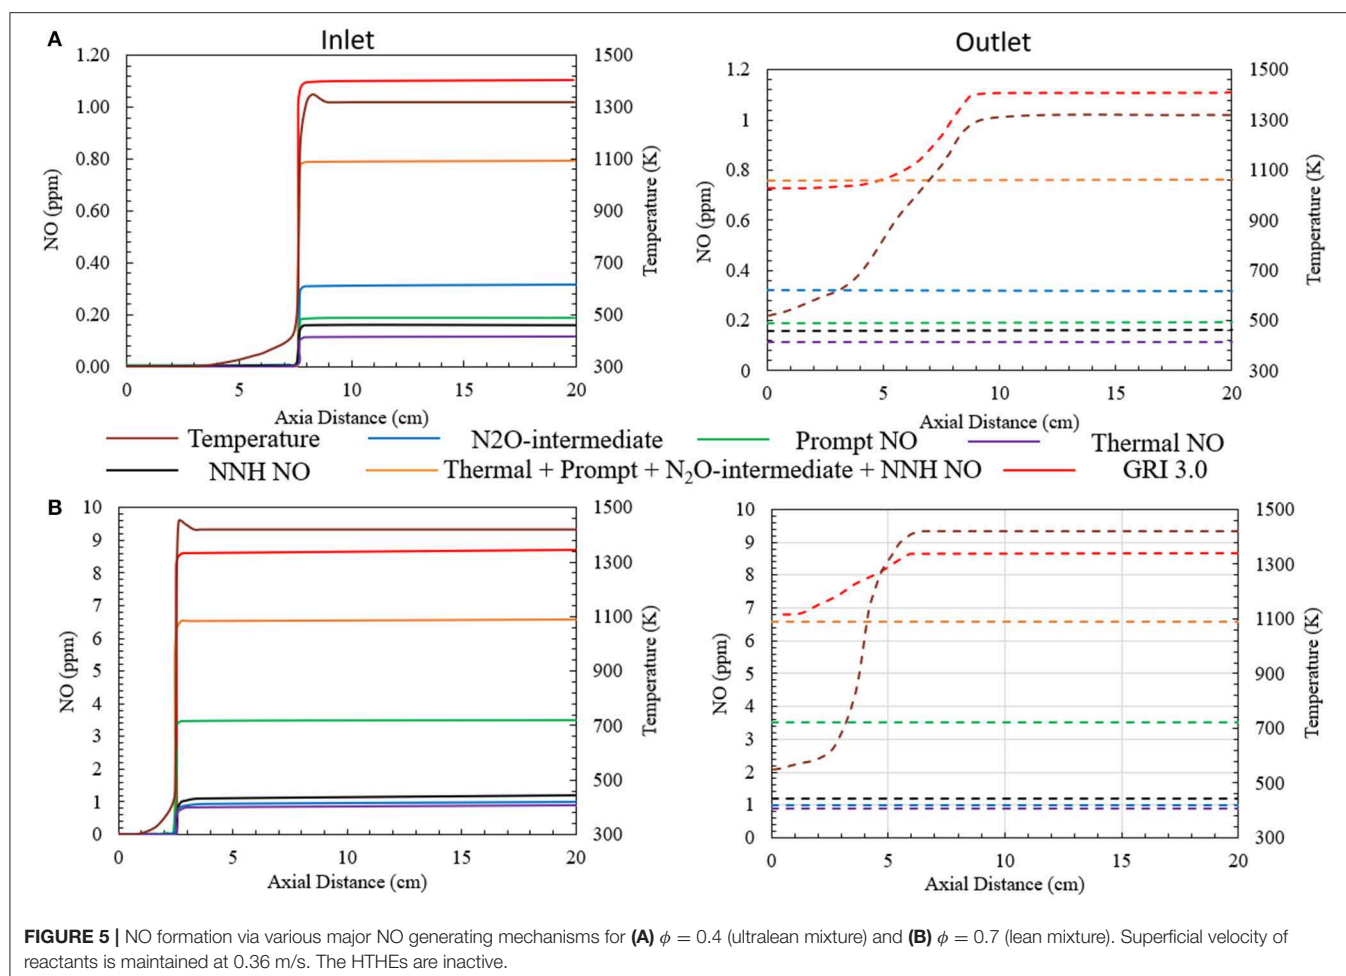 A
Inlet
Outlet
1.20
1.00
0.80
0.60
0.40
0.20
0.00
NO (ppm)
1500
1300
1100
900
700
500
300
Temperature (K)
0 5 10 15 20
Axia Distance (cm)
1.2
1
0.8
0.6
0.4
0.2
0
NO (ppm)
1500
1300
1100
900
700
500
300
Temperature (K)
0 5 10 15 20
Axial Distance (cm)
Temperature N2O-intermediate Prompt NO Thermal NO
NNH NO Thermal + Prompt + N₂O-intermediate + NNH NO GRI 3.0
B
10
9
8
7
6
5
4
3
2
1
0
NO (ppm)
1500
1300
1100
900
700
500
300
Temperature (K)
0 5 10 15 20
Axial Distance (cm)
10
9
8
7
6
5
4
3
2
1
0
NO (ppm)
1500
1300
1100
900
700
500
300
Temperature (K)
0 5 10 15 20
Axial Distance (cm)
FIGURE 5 | NO formation via various major NO generating mechanisms for (A) ϕ = 0.4 (ultralean mixture) and (B) ϕ = 0.7 (lean mixture). Superficial velocity of
reactants is maintained at 0.36 m/s. The HTHEs are inactive.